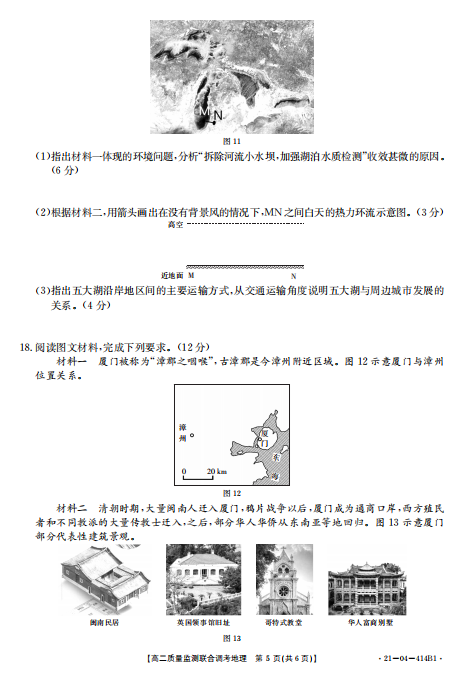 M N
图 11
(1)指出材料一体现的环境问题,分析“拆除河流小水坝,加强湖泊水质检测”收效甚微的原因。
(6 分)
(2)根据材料二,用箭头画出在没有背景风的情况下,MN 之间白天的热力环流示意图。(3 分)
高空
近地面 M N
(3)指出五大湖沿岸地区间的主要运输方式,从交通运输角度说明五大湖与周边城市发展的
关系。(4 分)
18. 阅读图文材料,完成下列要求。(12 分)
材料一 厦门被称为“漳郡之咽喉”,古漳郡是今漳州附近区域。图 12 示意厦门与漳州
位置关系。
漳州
厦门
东海
0 20 km
图 12
材料二 清朝时期,大量闽南人迁入厦门,鸦片战争以后,厦门成为通商口岸,西方殖民
者和不同教派的大量传教士迁入,之后,部分华人华侨从东南亚等地回归。图 13 示意厦门
部分代表性建筑景观。
闽南民居 英国领事馆旧址 哥特式教堂 华人富商别墅
图 13
【高二质量监测联合调考地理 第 5 页(共 6 页)】 ·21-04-414B1·